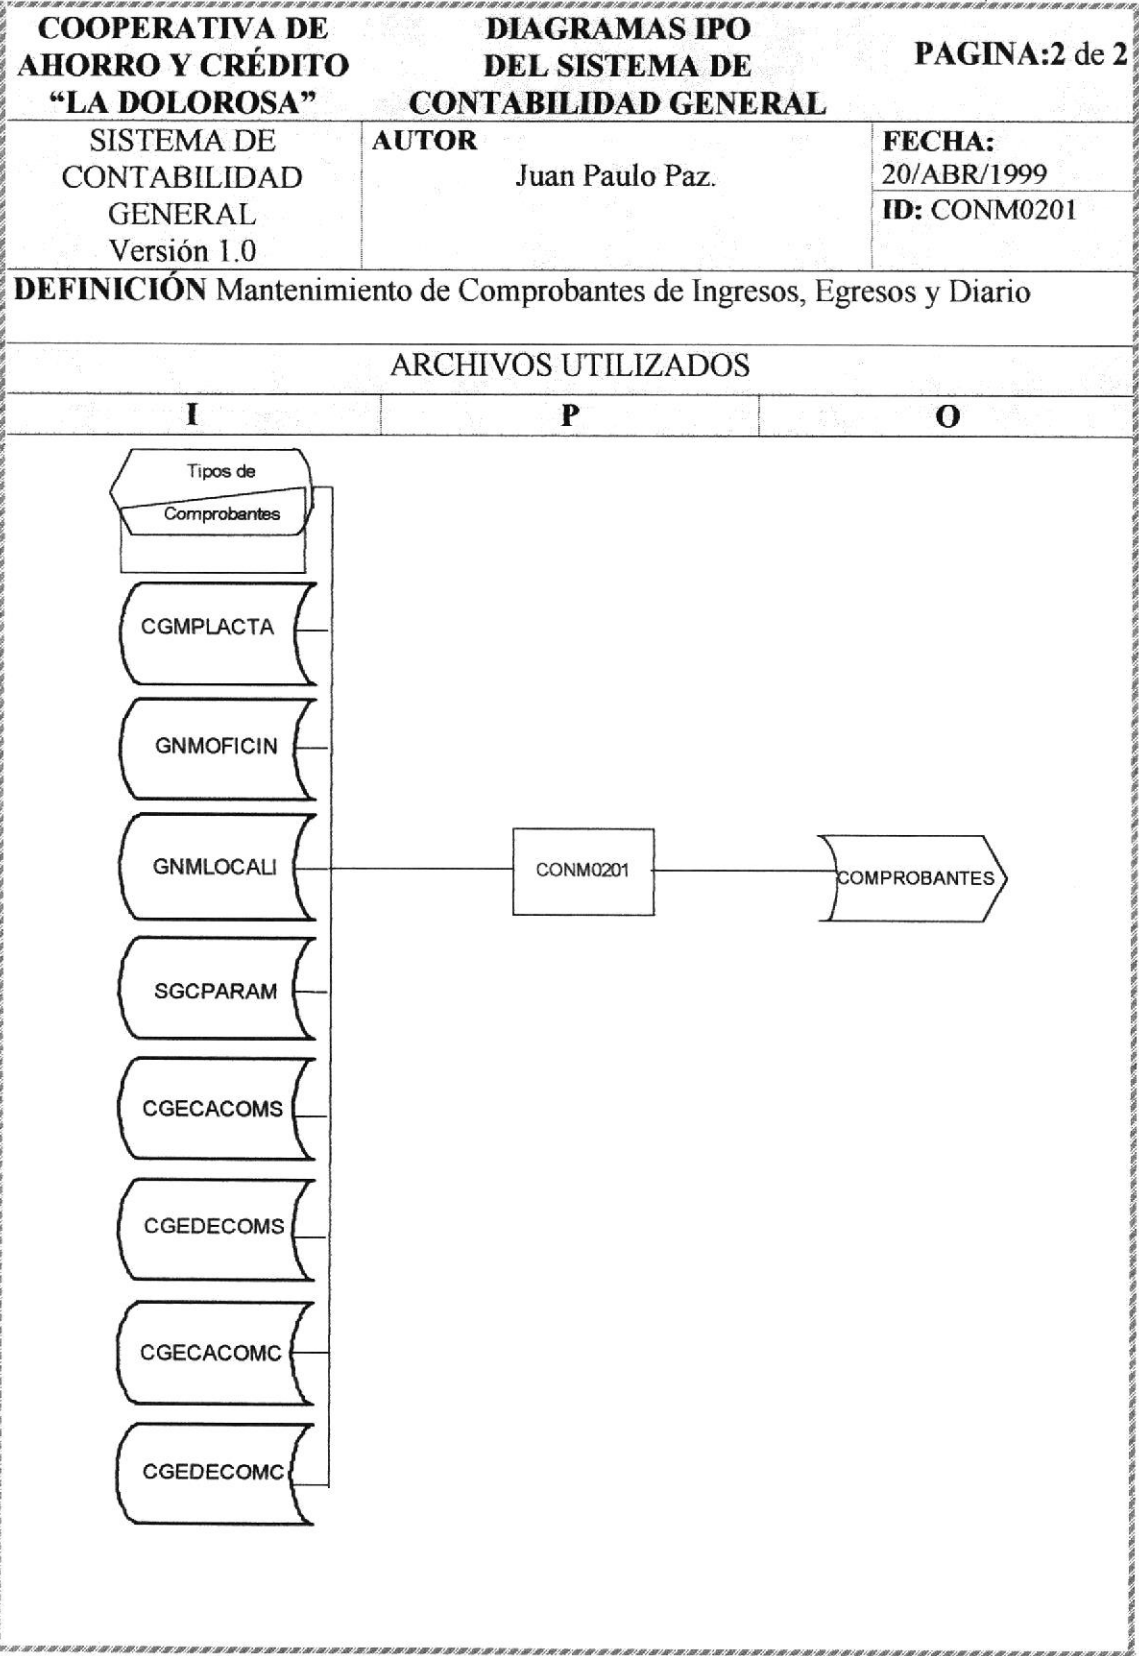 COOPERATIVA DE
AHORRO Y CRÉDITO
“LA DOLOROSA”
DIAGRAMAS IPO
DEL SISTEMA DE
CONTABILIDAD GENERAL
PAGINA:2 de 2
SISTEMA DE
CONTABILIDAD
GENERAL
Versión 1.0
AUTOR
Juan Paulo Paz.
FECHA:
20/ABR/1999
ID: CONM0201
DEFINICIÓN Mantenimiento de Comprobantes de Ingresos, Egresos y Diario
ARCHIVOS UTILIZADOS
I
P
O
Tipos de
Comprobantes
CGMPLACTA
GNMOFICIN
GNMLOCALI
CONM0201
COMPROBANTES
SGCPARAM
CGECACOMS
CGEDECOMS
CGECACOMC
CGEDECOMC